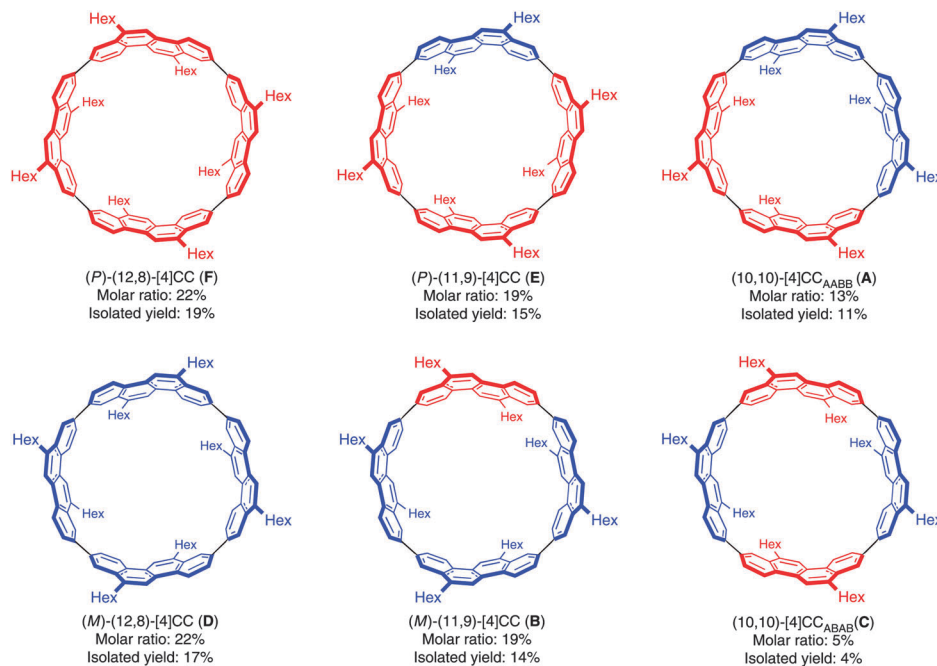 Hex
Hex
Hex
Hex
Hex
Hex
Hex
Hex
(P)-(12,8)-[4]CC (F)
Molar ratio: 22%
Isolated yield: 19%
Hex
Hex
Hex
Hex
Hex
Hex
Hex
Hex
(P)-(11,9)-[4]CC (E)
Molar ratio: 19%
Isolated yield: 15%
Hex
Hex
Hex
Hex
Hex
Hex
Hex
Hex
(10,10)-[4]CCAABB (A)
Molar ratio: 13%
Isolated yield: 11%
Hex
Hex
Hex
Hex
Hex
Hex
Hex
Hex
(M)-(12,8)-[4]CC (D)
Molar ratio: 22%
Isolated yield: 17%
Hex
Hex
Hex
Hex
Hex
Hex
Hex
Hex
(M)-(11,9)-[4]CC (B)
Molar ratio: 19%
Isolated yield: 14%
Hex
Hex
Hex
Hex
Hex
Hex
Hex
Hex
(10,10)-[4]CCABAB(C)
Molar ratio: 5%
Isolated yield: 4%